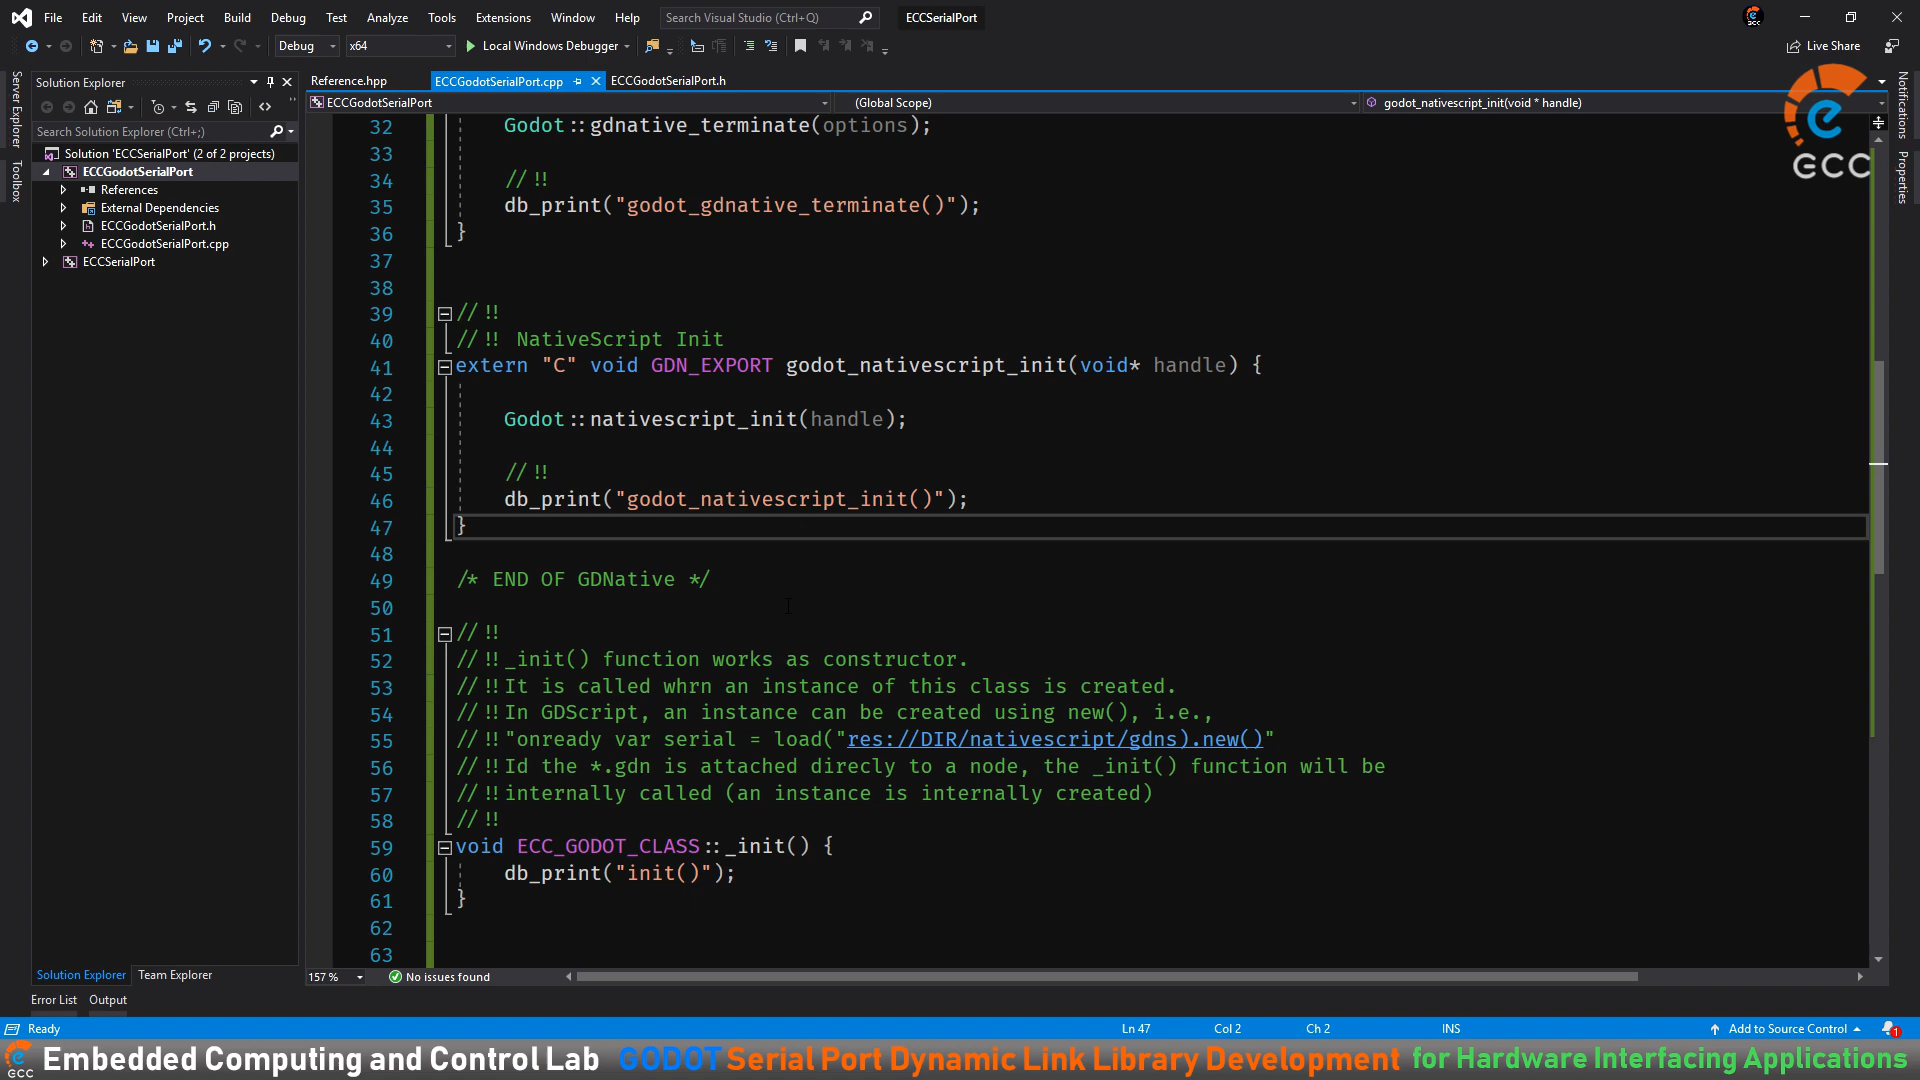 File Edit View Project Build Debug Test Analyze Tools Extensions Window Help Search Visual Studio (Ctrl+Q) ECCSerialPort
Debug x64 Local Windows Debugger Live Share
Server Explorer
Toolbox
Solution Explorer
Search Solution Explorer (Ctrl+;)
Solution 'ECCSerialPort' (2 of 2 projects)
ECCGodotSerialPort
References
External Dependencies
ECCGodotSerialPort.h
ECCGodotSerialPort.cpp
ECCSerialPort
Solution Explorer Team Explorer
Error List Output
Reference.hpp ECCGodotSerialPort.cpp ECCGodotSerialPort.h
ECCGodotSerialPort (Global Scope) godot_nativescript_init(void * handle)
32 Godot::gdnative_terminate(options);
33
34 //!!
35 db_print("godot_gdnative_terminate()");
36 }
37
38
39 //!!
40 //!! NativeScript Init
41 extern "C" void GDN_EXPORT godot_nativescript_init(void* handle) {
42
43 Godot::nativescript_init(handle);
44
45 //!!
46 db_print("godot_nativescript_init()");
47 }
48
49 /* END OF GDNative */
50
51 //!!
52 //!!_init() function works as constructor.
53 //!!It is called whrn an instance of this class is created.
54 //!!In GDScript, an instance can be created using new(), i.e.,
55 //!!"onready var serial = load("res://DIR/nativescript/gdns).new()"
56 //!!Id the *.gdn is attached direcly to a node, the _init() function will be
57 //!!internally called (an instance is internally created)
58 //!!
59 void ECC_GODOT_CLASS::_init() {
60 db_print("init()");
61 }
62
63
157 % No issues found
Notifications
Properties
ECC
Ready Ln 47 Col 2 Ch 2 INS Add to Source Control 1
ECC Embedded Computing and Control Lab GODOT Serial Port Dynamic Link Library Development for Hardware Interfacing Applications